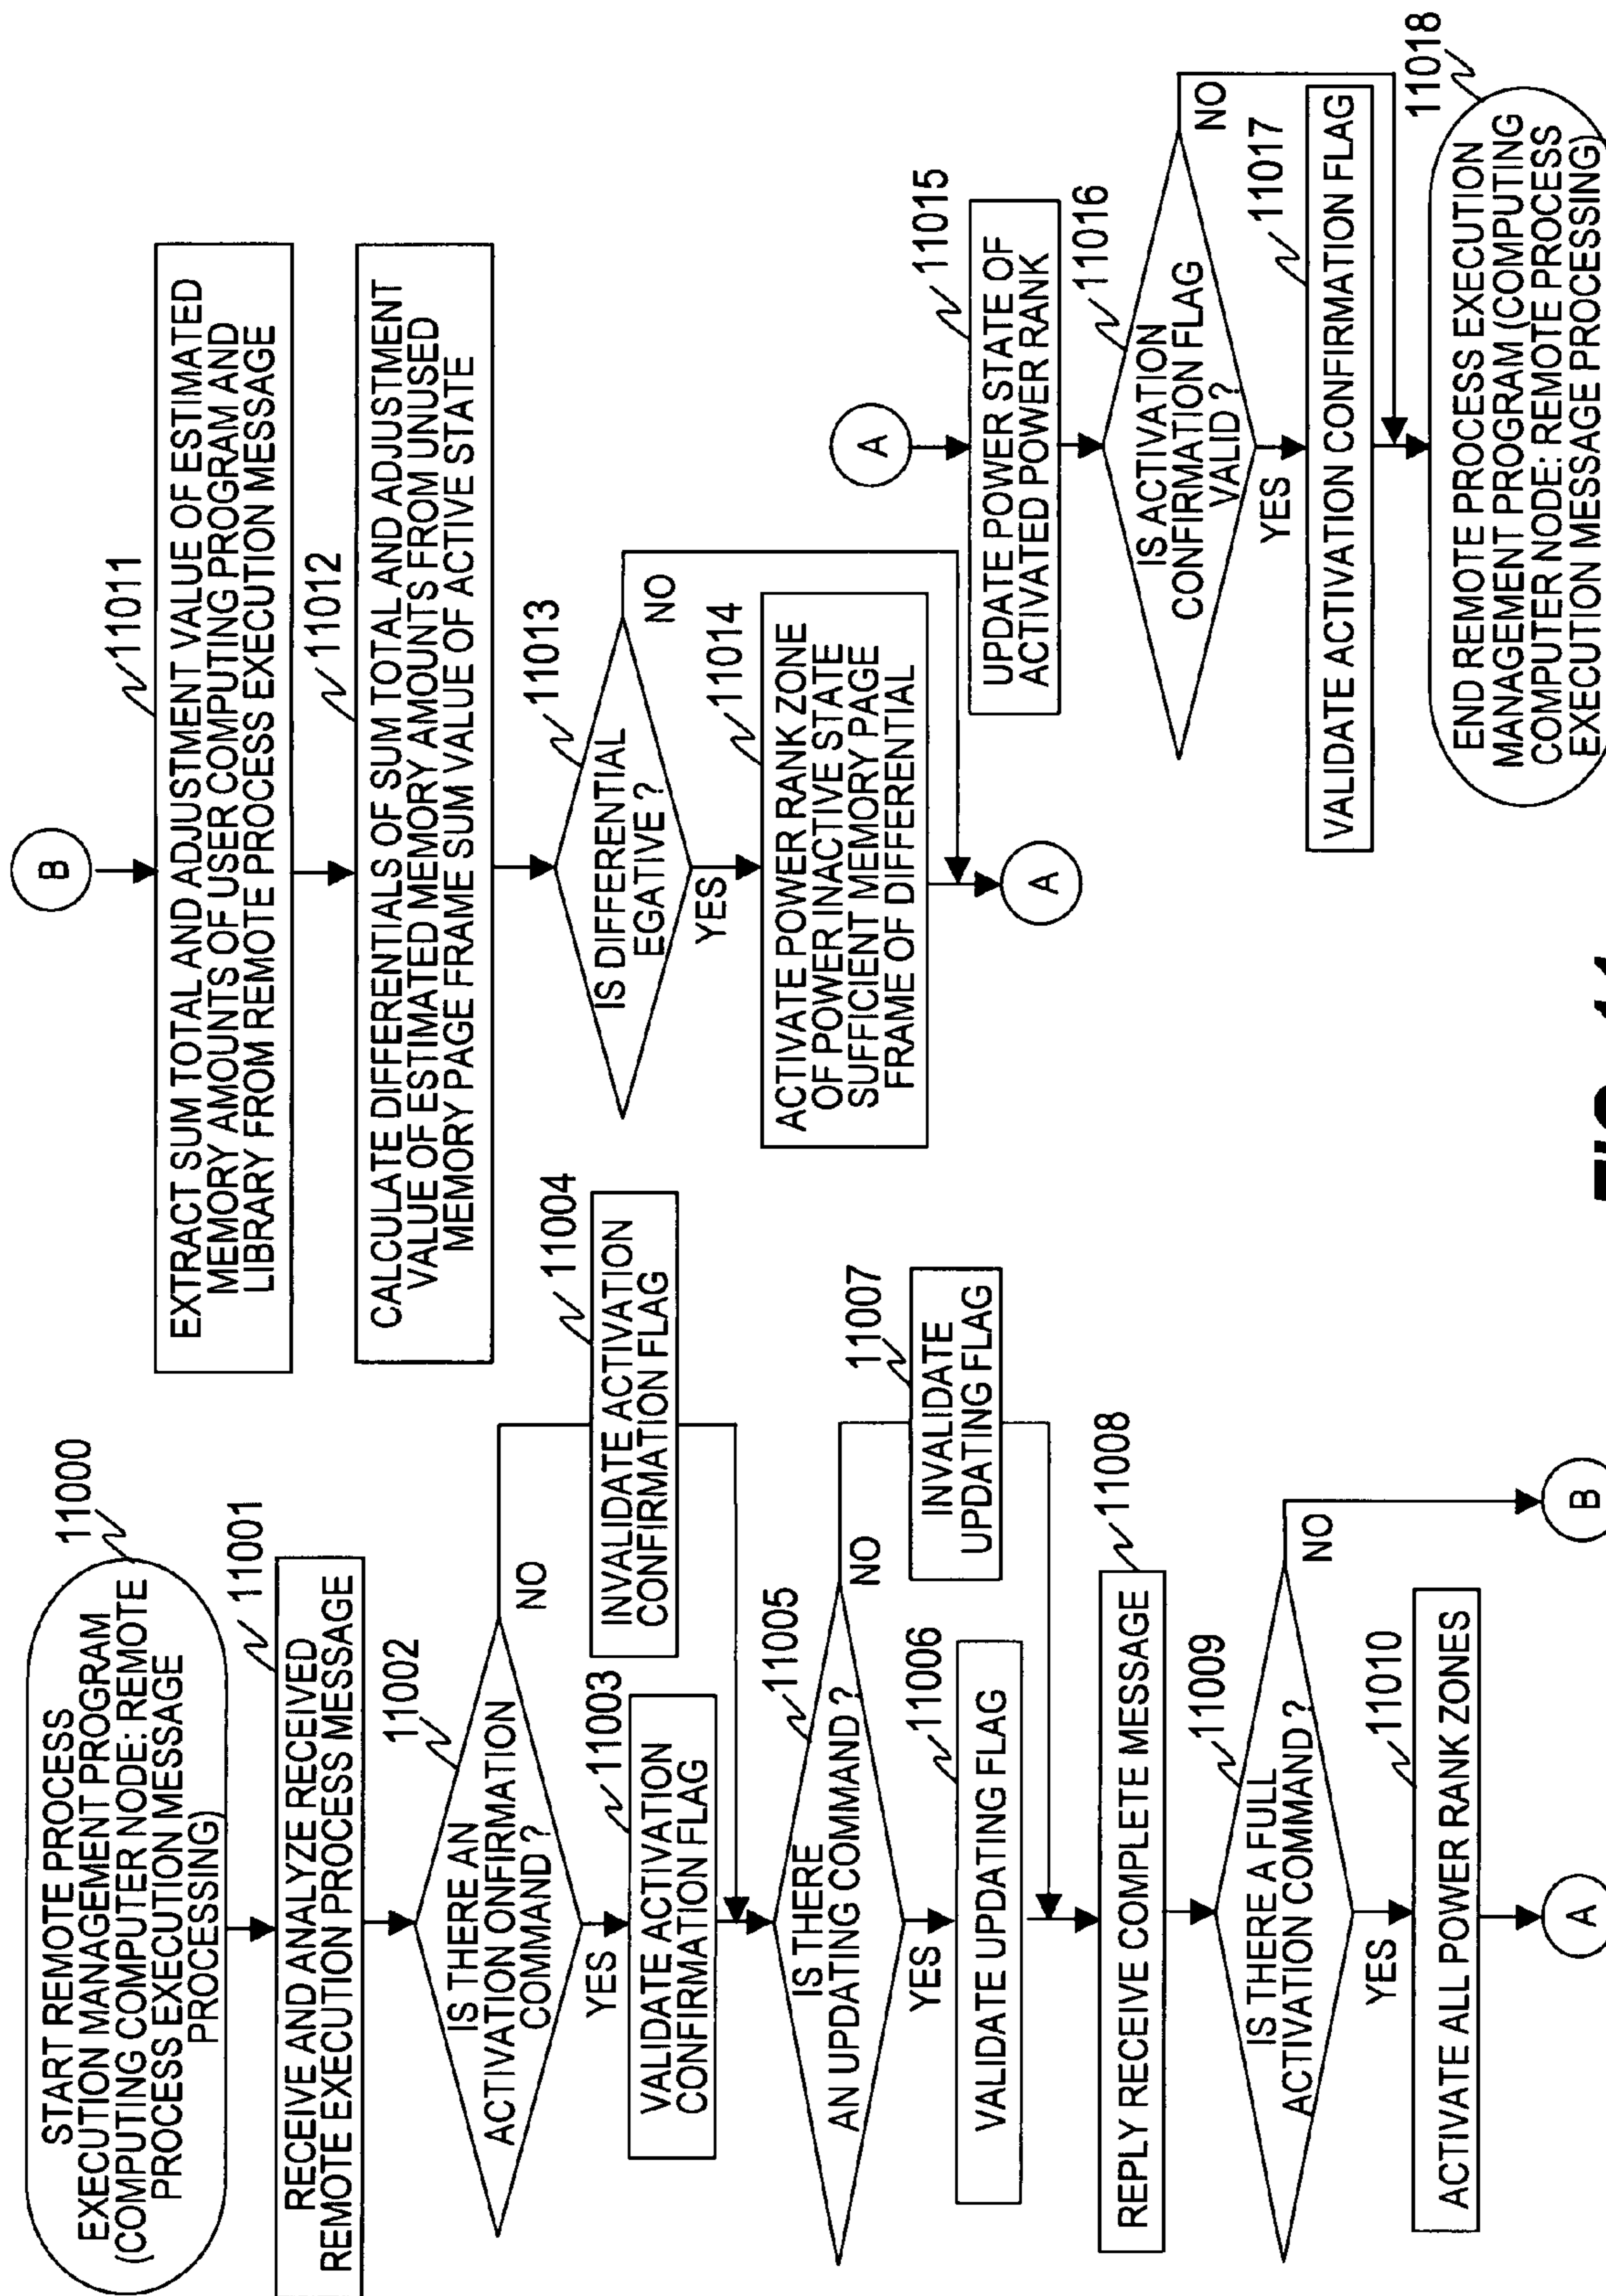 START REMOTE PROCESS
EXECUTION MANAGEMENT PROGRAM
(COMPUTING COMPUTER NODE: REMOTE
PROCESS EXECUTION MESSAGE
PROCESSING)
11000
RECEIVE AND ANALYZE RECEIVED
REMOTE EXECUTION PROCESS MESSAGE
11001
IS THERE AN
ACTIVATION ONFIRMATION
COMMAND ?
11002
YES
NO
VALIDATE ACTIVATION
CONFIRMATION FLAG
11003
INVALIDATE ACTIVATION
CONFIRMATION FLAG
11004
IS THERE
AN UPDATING COMMAND ?
11005
YES
NO
VALIDATE UPDATING FLAG
11006
INVALIDATE
UPDATING FLAG
11007
REPLY RECEIVE COMPLETE MESSAGE
11008
IS THERE A FULL
ACTIVATION COMMAND ?
11009
YES
NO
ACTIVATE ALL POWER RANK ZONES
11010
A
B
B
EXTRACT SUM TOTAL AND ADJUSTMENT VALUE OF ESTIMATED
MEMORY AMOUNTS OF USER COMPUTING PROGRAM AND
LIBRARY FROM REMOTE PROCESS EXECUTION MESSAGE
11011
CALCULATE DIFFERENTIALS OF SUM TOTAL AND ADJUSTMENT
VALUE OF ESTIMATED MEMORY AMOUNTS FROM UNUSED
MEMORY PAGE FRAME SUM VALUE OF ACTIVE STATE
11012
IS DIFFERENTIAL
EGATIVE ?
11013
YES
NO
ACTIVATE POWER RANK ZONE
OF POWER INACTIVE STATE
SUFFICIENT MEMORY PAGE
FRAME OF DIFFERENTIAL
11014
A
A
UPDATE POWER STATE OF
ACTIVATED POWER RANK
11015
IS ACTIVATION
CONFIRMATION FLAG
VALID ?
11016
YES
NO
VALIDATE ACTIVATION CONFIRMATION FLAG
11017
END REMOTE PROCESS EXECUTION
MANAGEMENT PROGRAM (COMPUTING
COMPUTER NODE: REMOTE PROCESS
EXECUTION MESSAGE PROCESSING)
11018